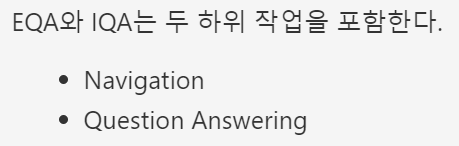 EQA와 IQA는 두 하위 작업을 포함한다.
• Navigation
• Question Answering